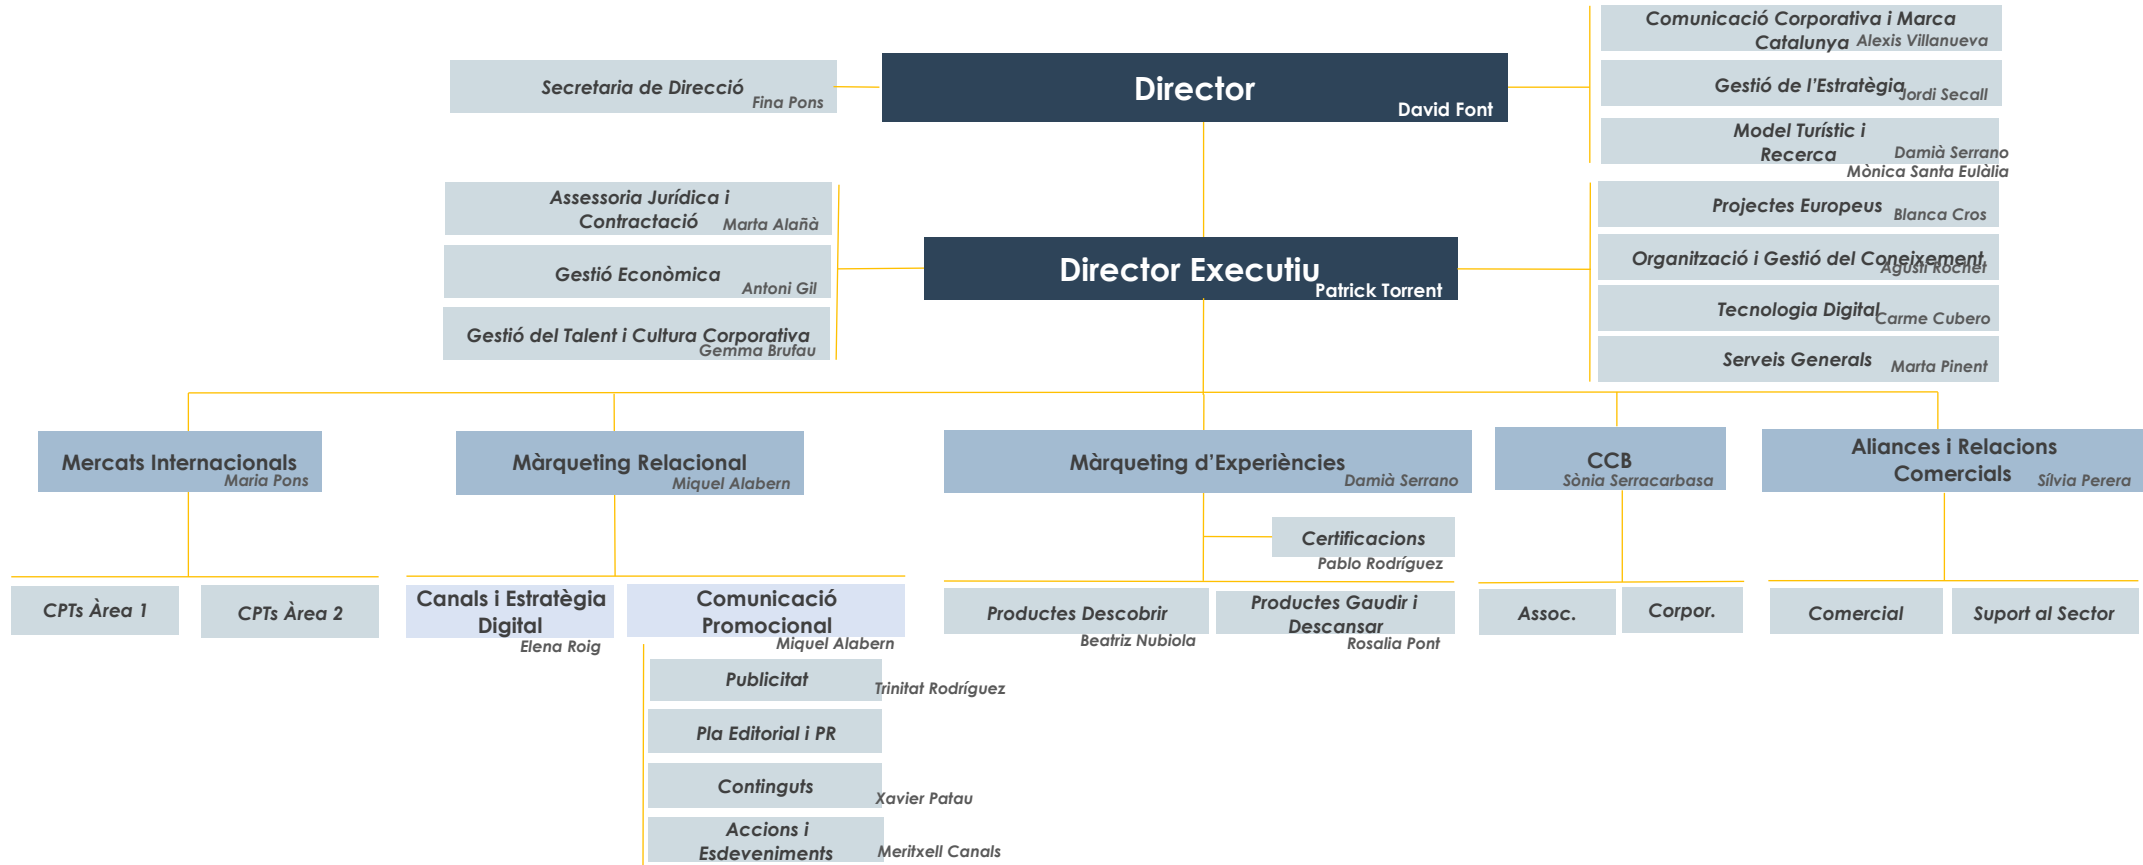 Comunicació Corporativa i Marca
Catalunya
Alexis Villanueva
Secretaria de Direcció
Fina Pons
Director
David Font
Gestió de l’Estratègia
Jordi Secall
Model Turístic i
Recerca
Damià Serrano
Mònica Santa Eulàlia
Assessoria Jurídica i
Contractació
Marta Alañà
Gestió Econòmica
Antoni Gil
Gestió del Talent i Cultura Corporativa
Gemma Brufau
Director Executiu
Patrick Torrent
Projectes Europeus
Blanca Cros
Organització i Gestió del Coneixement
Agustí Rochet
Tecnologia Digital
Carme Cubero
Serveis Generals
Marta Pinent
Mercats Internacionals
Maria Pons
Màrqueting Relacional
Miquel Alabern
Màrqueting d’Experiències
Damià Serrano
CCB
Sònia Serracarbasa
Aliances i Relacions
Comercials
Sílvia Perera
Certificacions
Pablo Rodríguez
CPTs Àrea 1
CPTs Àrea 2
Canals i Estratègia
Digital
Elena Roig
Comunicació
Promocional
Miquel Alabern
Productes Descobrir
Beatriz Nubiola
Productes Gaudir i
Descansar
Rosalia Pont
Assoc.
Corpor.
Comercial
Suport al Sector
Publicitat
Trinitat Rodríguez
Pla Editorial i PR
Continguts
Xavier Patau
Accions i
Esdeveniments
Meritxell Canals